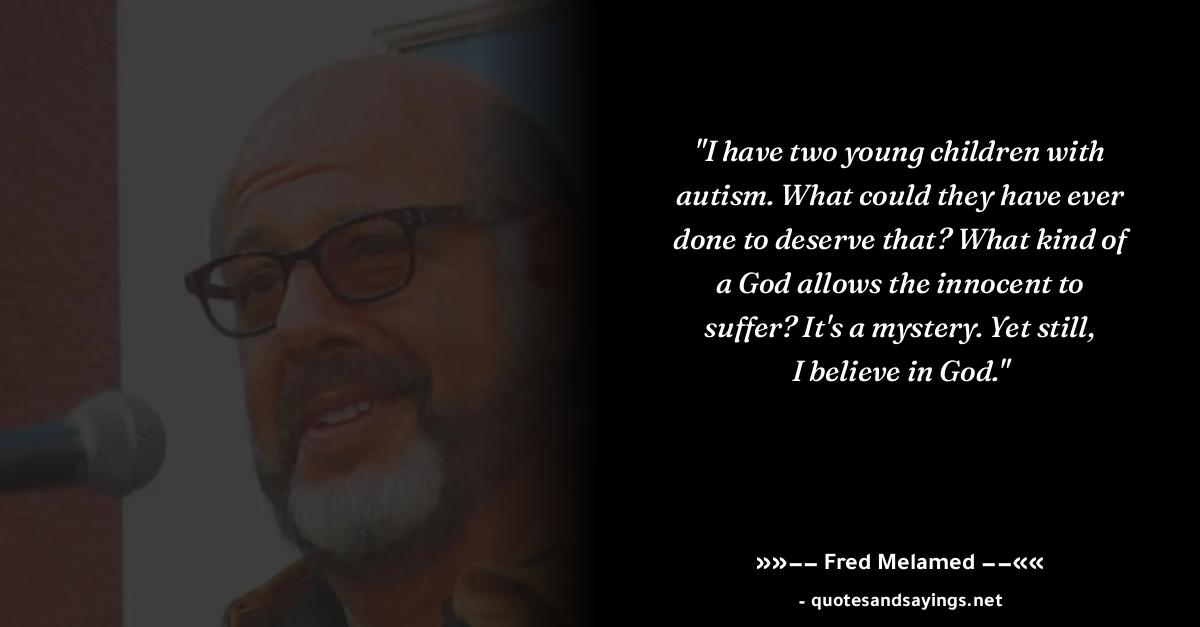 "I have two young children with
autism. What could they have ever
done to deserve that? What kind of
a God allows the innocent to
suffer? It's a mystery. Yet still,
I believe in God."
»»−− Fred Melamed −−««
- quotesandsayings.net